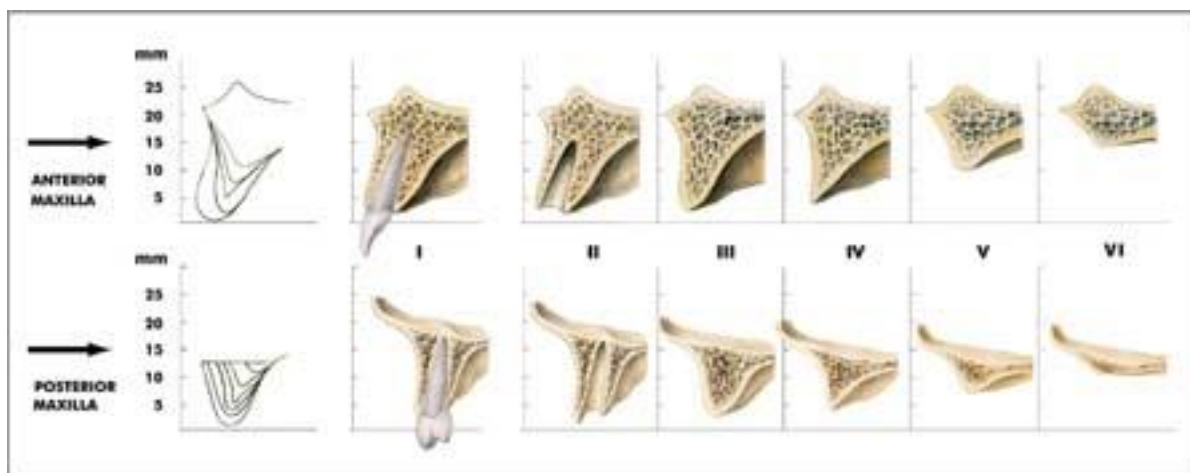 mm
25
20
15
10
5
ANTERIOR
MAXILLA
I II III IV V VI
mm
25
20
15
10
5
POSTERIOR
MAXILLA